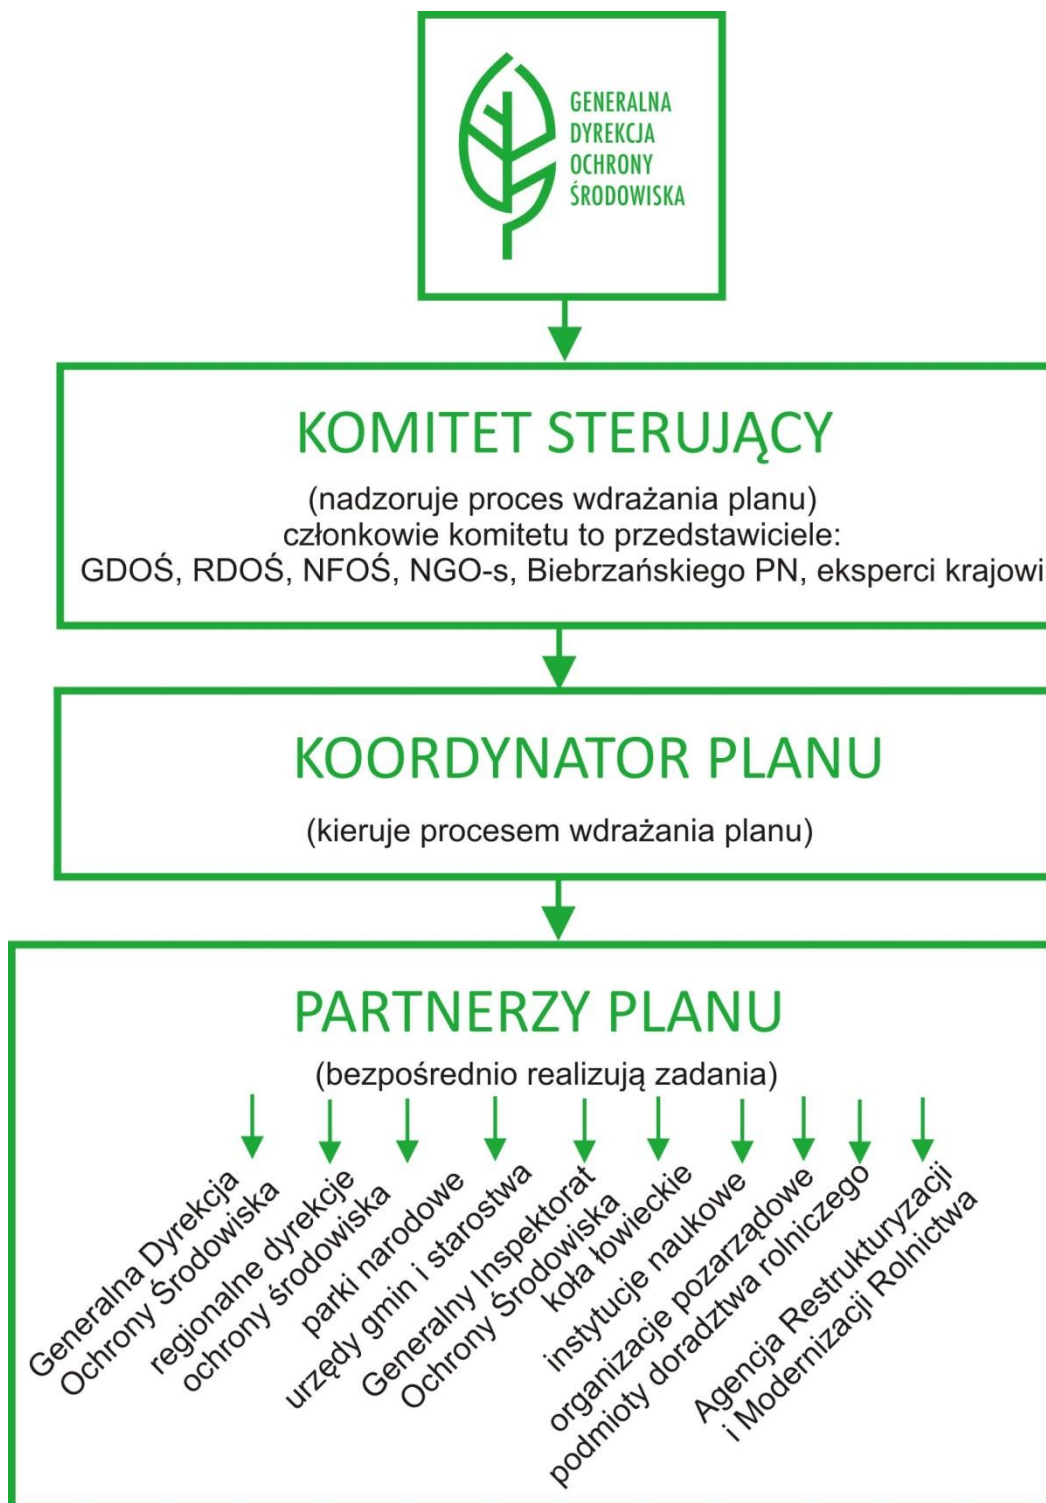 GENERALNA
DYREKCJA
OCHRONY
ŚRODOWISKA
KOMITET STERUJĄCY
(nadzoruje proces wdrażania planu)
członkowie komitetu to przedstawiciele:
GDOŚ, RDOŚ, NFOŚ, NGO-s, Biebrzańskiego PN, eksperci krajowi
KOORDYNATOR PLANU
(kieruje procesem wdrażania planu)
PARTNERZY PLANU
(bezpośrednio realizują zadania)
Generalna Dyrekcja
Ochrony Środowiska
regionalne dyrekcje
ochrony środowiska
parki narodowe
urzędy gmin i starostwa
Generalny Inspektorat
Ochrony Środowiska
koła łowieckie
instytucje naukowe
organizacje pozarządowe
podmioty doradztwa rolniczego
Agencja Restrukturyzacji
i Modernizacji Rolnictwa